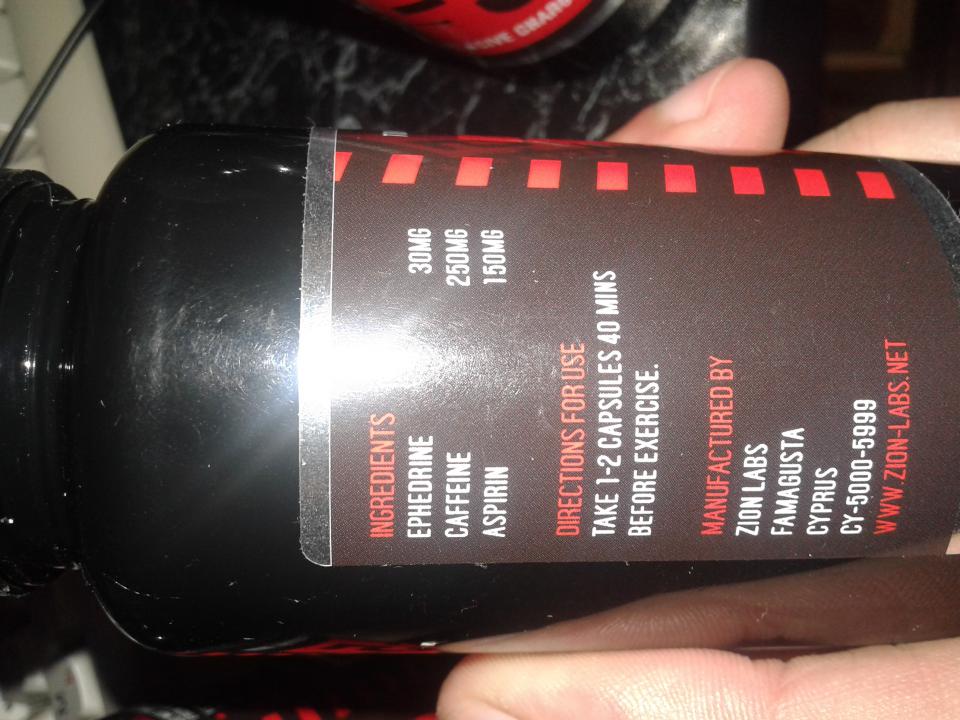 INGREDIENTS
EPHEDRINE 30MG
CAFFEINE 250MG
ASPIRIN 150MG
DIRECTIONS FOR USE
TAKE 1-2 CAPSULES 40 MINS
BEFORE EXERCISE.
MANUFACTURED BY
ZION LABS
FAMAGUSTA
CYPRUS
CY-5000-5999
WWW.ZION-LABS.NET